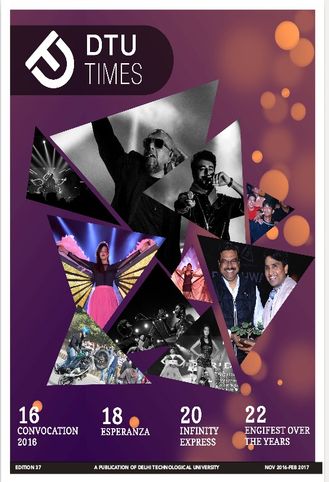 DTU
TIMES
16
CONVOCATION
2016
18
ESPERANZA
20
INFINITY
EXPRESS
22
ENGIFEST OVER
THE YEARS
EDITION 37
A PUBLICATION OF DELHI TECHNOLOGICAL UNIVERSITY
NOV 2016-FEB 2017